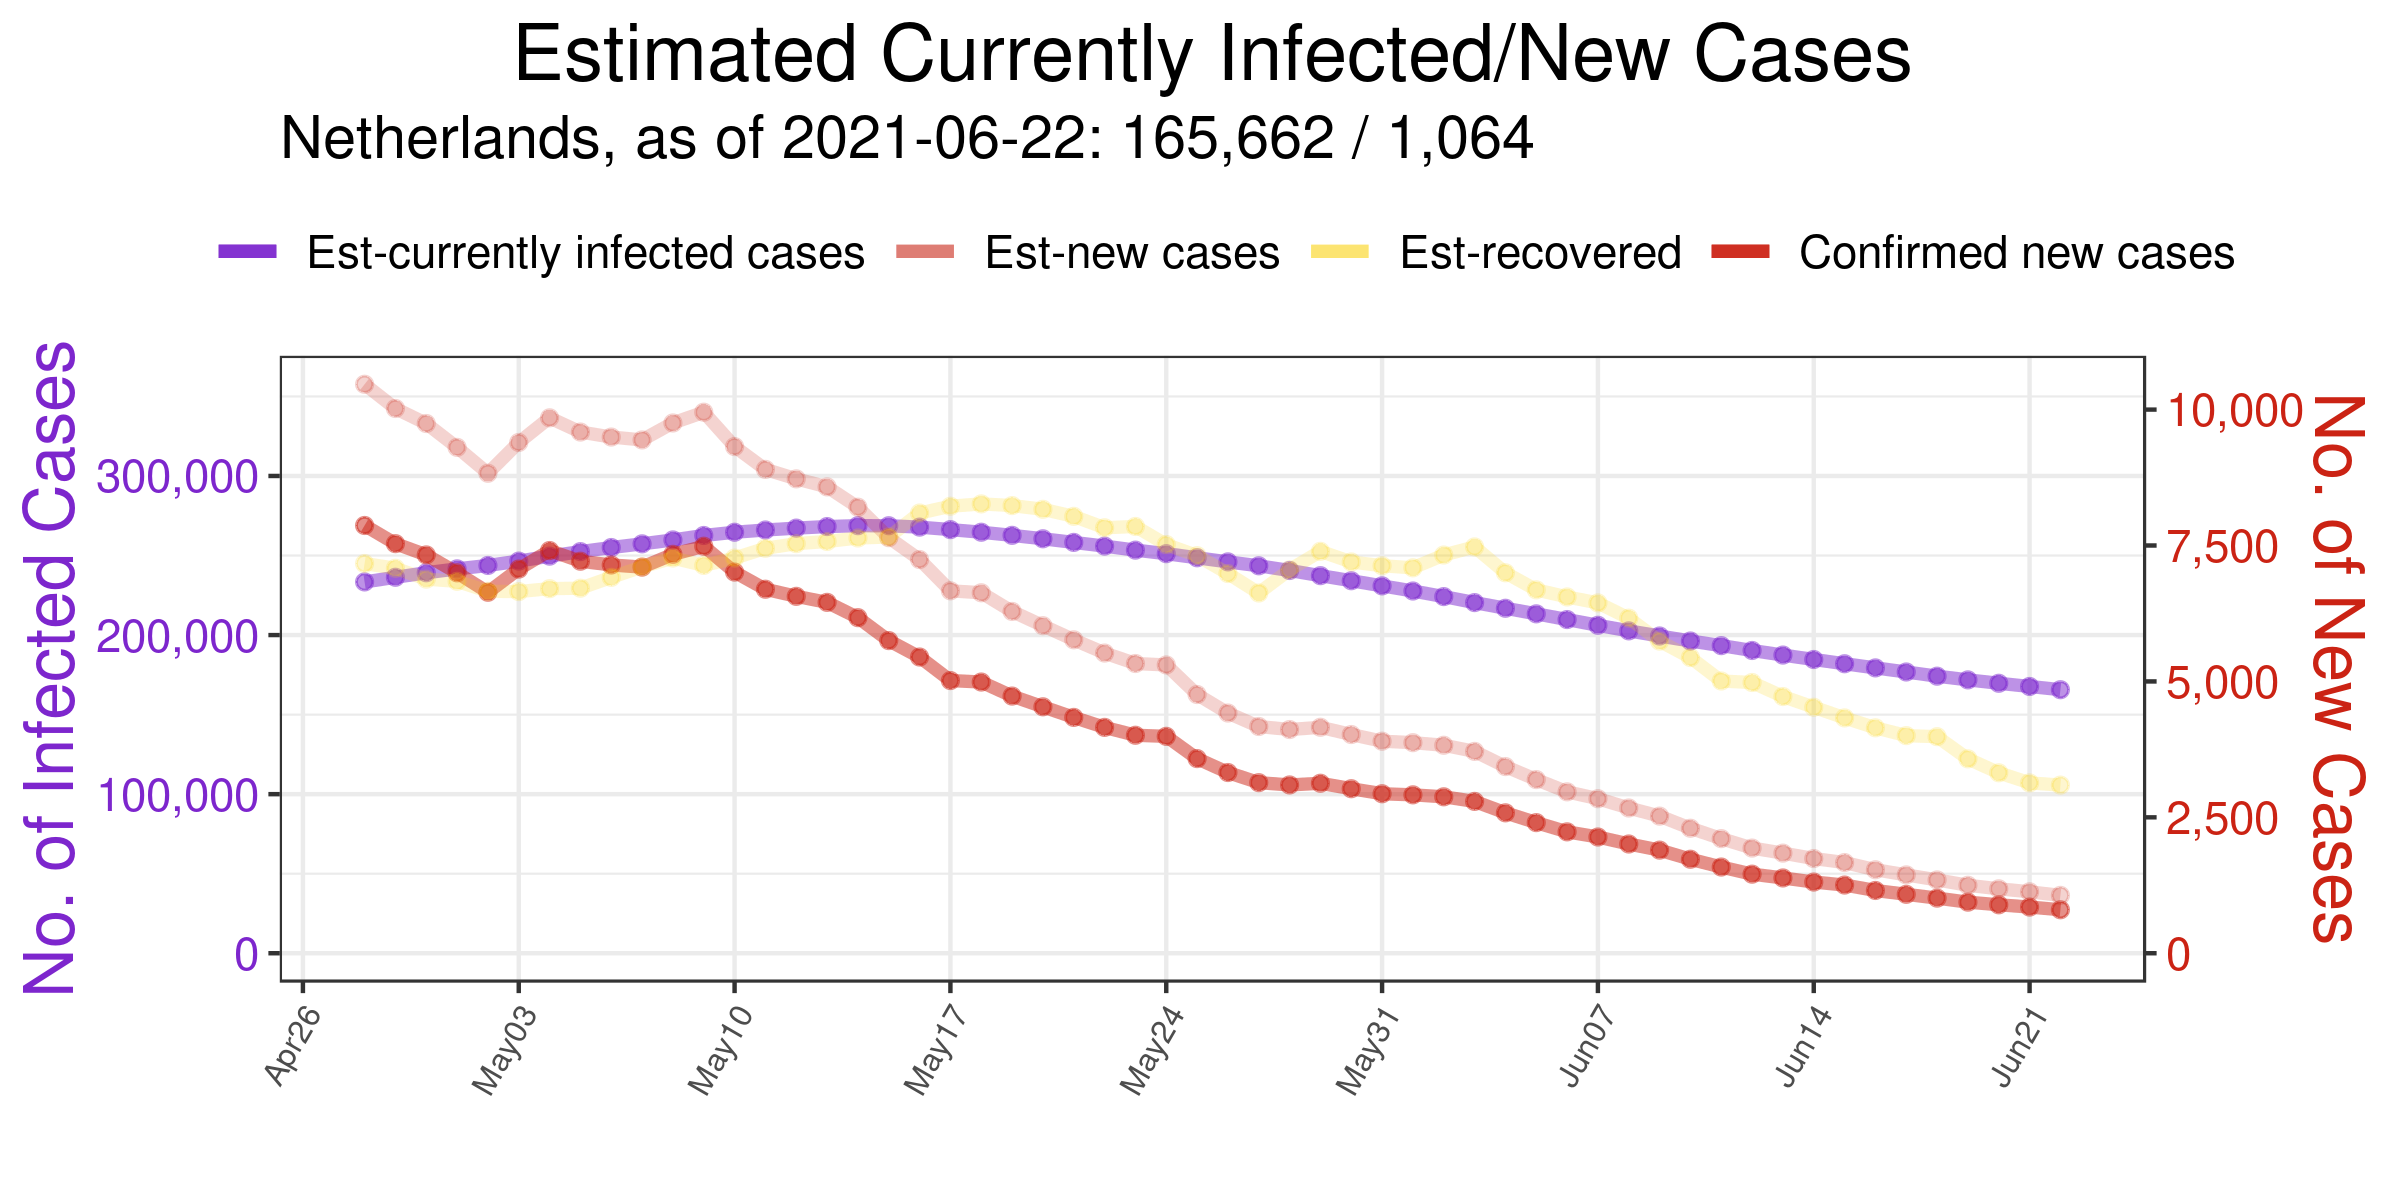 Estimated Currently Infected/New Cases
Netherlands, as of 2021-06-22: 165,662 / 1,064
Est-currently infected cases Est-new cases Est-recovered Confirmed new cases
No. of Infected Cases
300,000
200,000
100,000
0
10,000
7,500
5,000
2,500
0
No. of New Cases
Apr26 May03 May10 May17 May24 May31 Jun07 Jun14 Jun21